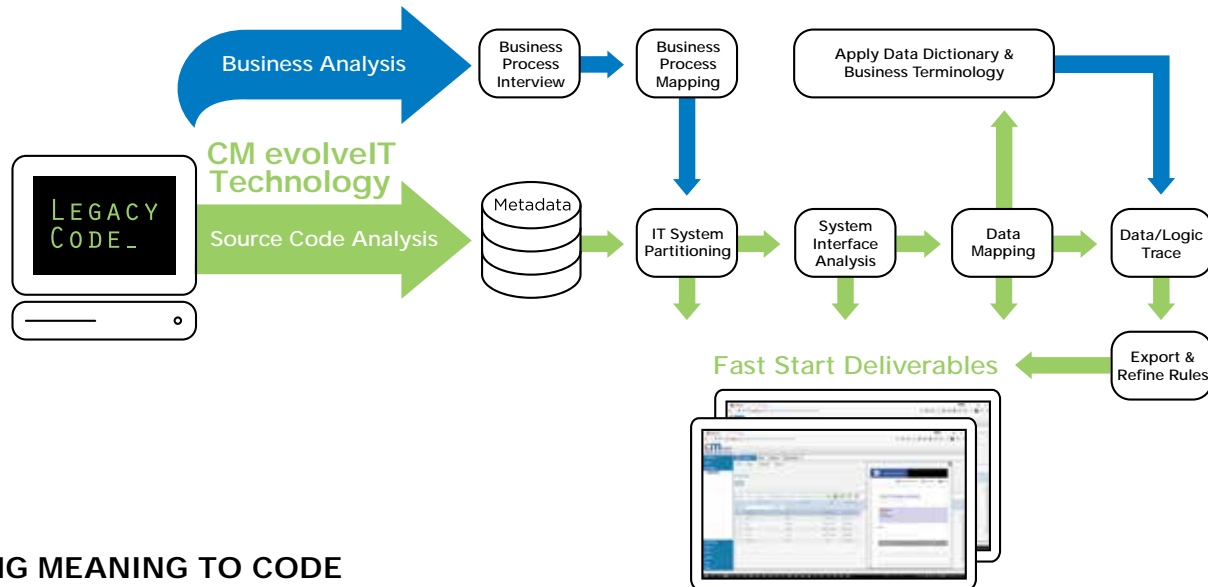 Business Analysis
Business
Process
Interview
Business
Process
Mapping
Apply Data Dictionary &
Business Terminology
CM evolveIT
Technology
LEGACY
CODE_
Source Code Analysis
Metadata
IT System
Partitioning
System
Interface
Analysis
Data
Mapping
Data/Logic
Trace
Fast Start Deliverables
Export &
Refine Rules
cm
NG MEANING TO CODE